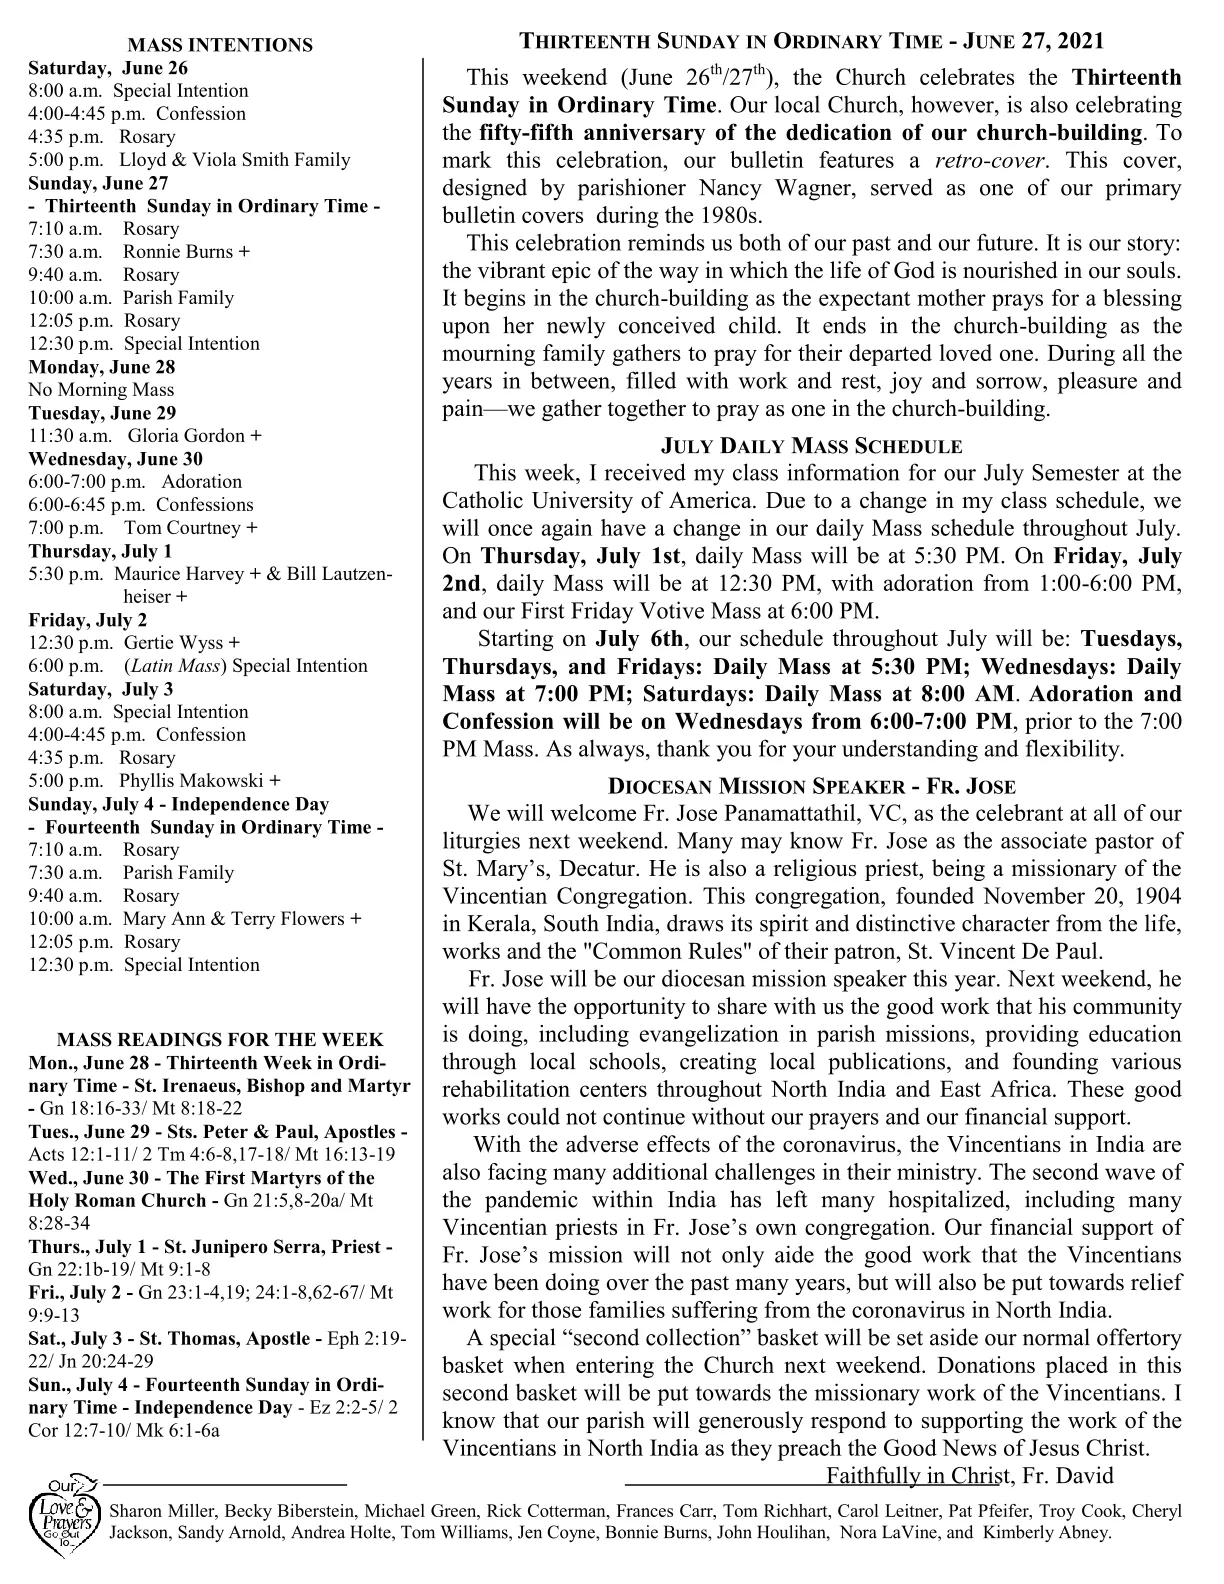 MASS INTENTIONS
Saturday, June 26
8:00 a.m. Special Intention
4:00-4:45 p.m. Confession
4:35 p.m. Rosary
5:00 p.m. Lloyd & Viola Smith Family
Sunday, June 27
- Thirteenth Sunday in Ordinary Time -
7:10 a.m. Rosary
7:30 a.m. Ronnie Burns +
9:40 a.m. Rosary
10:00 a.m. Parish Family
12:05 p.m. Rosary
12:30 p.m. Special Intention
Monday, June 28
No Morning Mass
Tuesday, June 29
11:30 a.m. Gloria Gordon +
Wednesday, June 30
6:00-7:00 p.m. Adoration
6:00-6:45 p.m. Confessions
7:00 p.m. Tom Courtney +
Thursday, July 1
5:30 p.m. Maurice Harvey + & Bill Lautzen-
heiser +
Friday, July 2
12:30 p.m. Gertie Wyss +
6:00 p.m. (Latin Mass) Special Intention
Saturday, July 3
8:00 a.m. Special Intention
4:00-4:45 p.m. Confession
4:35 p.m. Rosary
5:00 p.m. Phyllis Makowski +
Sunday, July 4 - Independence Day
- Fourteenth Sunday in Ordinary Time -
7:10 a.m. Rosary
7:30 a.m. Parish Family
9:40 a.m. Rosary
10:00 a.m. Mary Ann & Terry Flowers +
12:05 p.m. Rosary
12:30 p.m. Special Intention
MASS READINGS FOR THE WEEK
Mon., June 28 - Thirteenth Week in Ordi-
nary Time - St. Irenaeus, Bishop and Martyr
- Gn 18:16-33/ Mt 8:18-22
Tues., June 29 - Sts. Peter & Paul, Apostles -
Acts 12:1-11/ 2 Tm 4:6-8,17-18/ Mt 16:13-19
Wed., June 30 - The First Martyrs of the
Holy Roman Church - Gn 21:5,8-20a/ Mt
8:28-34
Thurs., July 1 - St. Junipero Serra, Priest -
Gn 22:1b-19/ Mt 9:1-8
Fri., July 2 - Gn 23:1-4,19; 24:1-8,62-67/ Mt
9:9-13
Sat., July 3 - St. Thomas, Apostle - Eph 2:19-
22/ Jn 20:24-29
Sun., July 4 - Fourteenth Sunday in Ordi-
nary Time - Independence Day - Ez 2:2-5/ 2
Cor 12:7-10/ Mk 6:1-6a
THIRTEENTH SUNDAY IN ORDINARY TIME - JUNE 27, 2021
This weekend (June 26th/27th), the Church celebrates the Thirteenth
Sunday in Ordinary Time. Our local Church, however, is also celebrating
the fifty-fifth anniversary of the dedication of our church-building. To
mark this celebration, our bulletin features a retro-cover. This cover,
designed by parishioner Nancy Wagner, served as one of our primary
bulletin covers during the 1980s.
This celebration reminds us both of our past and our future. It is our story:
the vibrant epic of the way in which the life of God is nourished in our souls.
It begins in the church-building as the expectant mother prays for a blessing
upon her newly conceived child. It ends in the church-building as the
mourning family gathers to pray for their departed loved one. During all the
years in between, filled with work and rest, joy and sorrow, pleasure and
pain—we gather together to pray as one in the church-building.
JULY DAILY MASS SCHEDULE
This week, I received my class information for our July Semester at the
Catholic University of America. Due to a change in my class schedule, we
will once again have a change in our daily Mass schedule throughout July.
On Thursday, July 1st, daily Mass will be at 5:30 PM. On Friday, July
2nd, daily Mass will be at 12:30 PM, with adoration from 1:00-6:00 PM,
and our First Friday Votive Mass at 6:00 PM.
Starting on July 6th, our schedule throughout July will be: Tuesdays,
Thursdays, and Fridays: Daily Mass at 5:30 PM; Wednesdays: Daily
Mass at 7:00 PM; Saturdays: Daily Mass at 8:00 AM. Adoration and
Confession will be on Wednesdays from 6:00-7:00 PM, prior to the 7:00
PM Mass. As always, thank you for your understanding and flexibility.
DIOCESAN MISSION SPEAKER - FR. JOSE
We will welcome Fr. Jose Panamattathil, VC, as the celebrant at all of our
liturgies next weekend. Many may know Fr. Jose as the associate pastor of
St. Mary’s, Decatur. He is also a religious priest, being a missionary of the
Vincentian Congregation. This congregation, founded November 20, 1904
in Kerala, South India, draws its spirit and distinctive character from the life,
works and the "Common Rules" of their patron, St. Vincent De Paul.
Fr. Jose will be our diocesan mission speaker this year. Next weekend, he
will have the opportunity to share with us the good work that his community
is doing, including evangelization in parish missions, providing education
through local schools, creating local publications, and founding various
rehabilitation centers throughout North India and East Africa. These good
works could not continue without our prayers and our financial support.
With the adverse effects of the coronavirus, the Vincentians in India are
also facing many additional challenges in their ministry. The second wave of
the pandemic within India has left many hospitalized, including many
Vincentian priests in Fr. Jose’s own congregation. Our financial support of
Fr. Jose’s mission will not only aide the good work that the Vincentians
have been doing over the past many years, but will also be put towards relief
work for those families suffering from the coronavirus in North India.
A special “second collection” basket will be set aside our normal offertory
basket when entering the Church next weekend. Donations placed in this
second basket will be put towards the missionary work of the Vincentians. I
know that our parish will generously respond to supporting the work of the
Vincentians in North India as they preach the Good News of Jesus Christ.
Faithfully in Christ, Fr. David
Our
Love &
Prayers
Go Out
To...
Sharon Miller, Becky Biberstein, Michael Green, Rick Cotterman, Frances Carr, Tom Richhart, Carol Leitner, Pat Pfeifer, Troy Cook, Cheryl
Jackson, Sandy Arnold, Andrea Holte, Tom Williams, Jen Coyne, Bonnie Burns, John Houlihan, Nora LaVine, and Kimberly Abney.